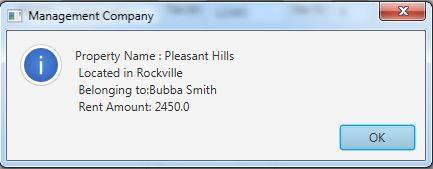 Management Company
Property Name : Pleasant Hills
Located in Rockville
Belonging to:Bubba Smith
Rent Amount: 2450.0
OK